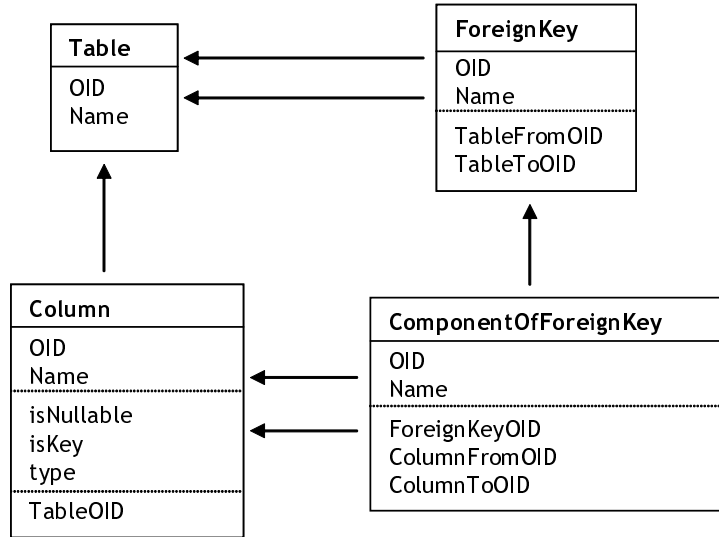 Table
OID
Name
ForeignKey
OID
Name
TableFromOID
TableToOID
Column
OID
Name
isNullable
isKey
type
TableOID
ComponentOfForeignKey
OID
Name
ForeignKeyOID
ColumnFromOID
ColumnToOID